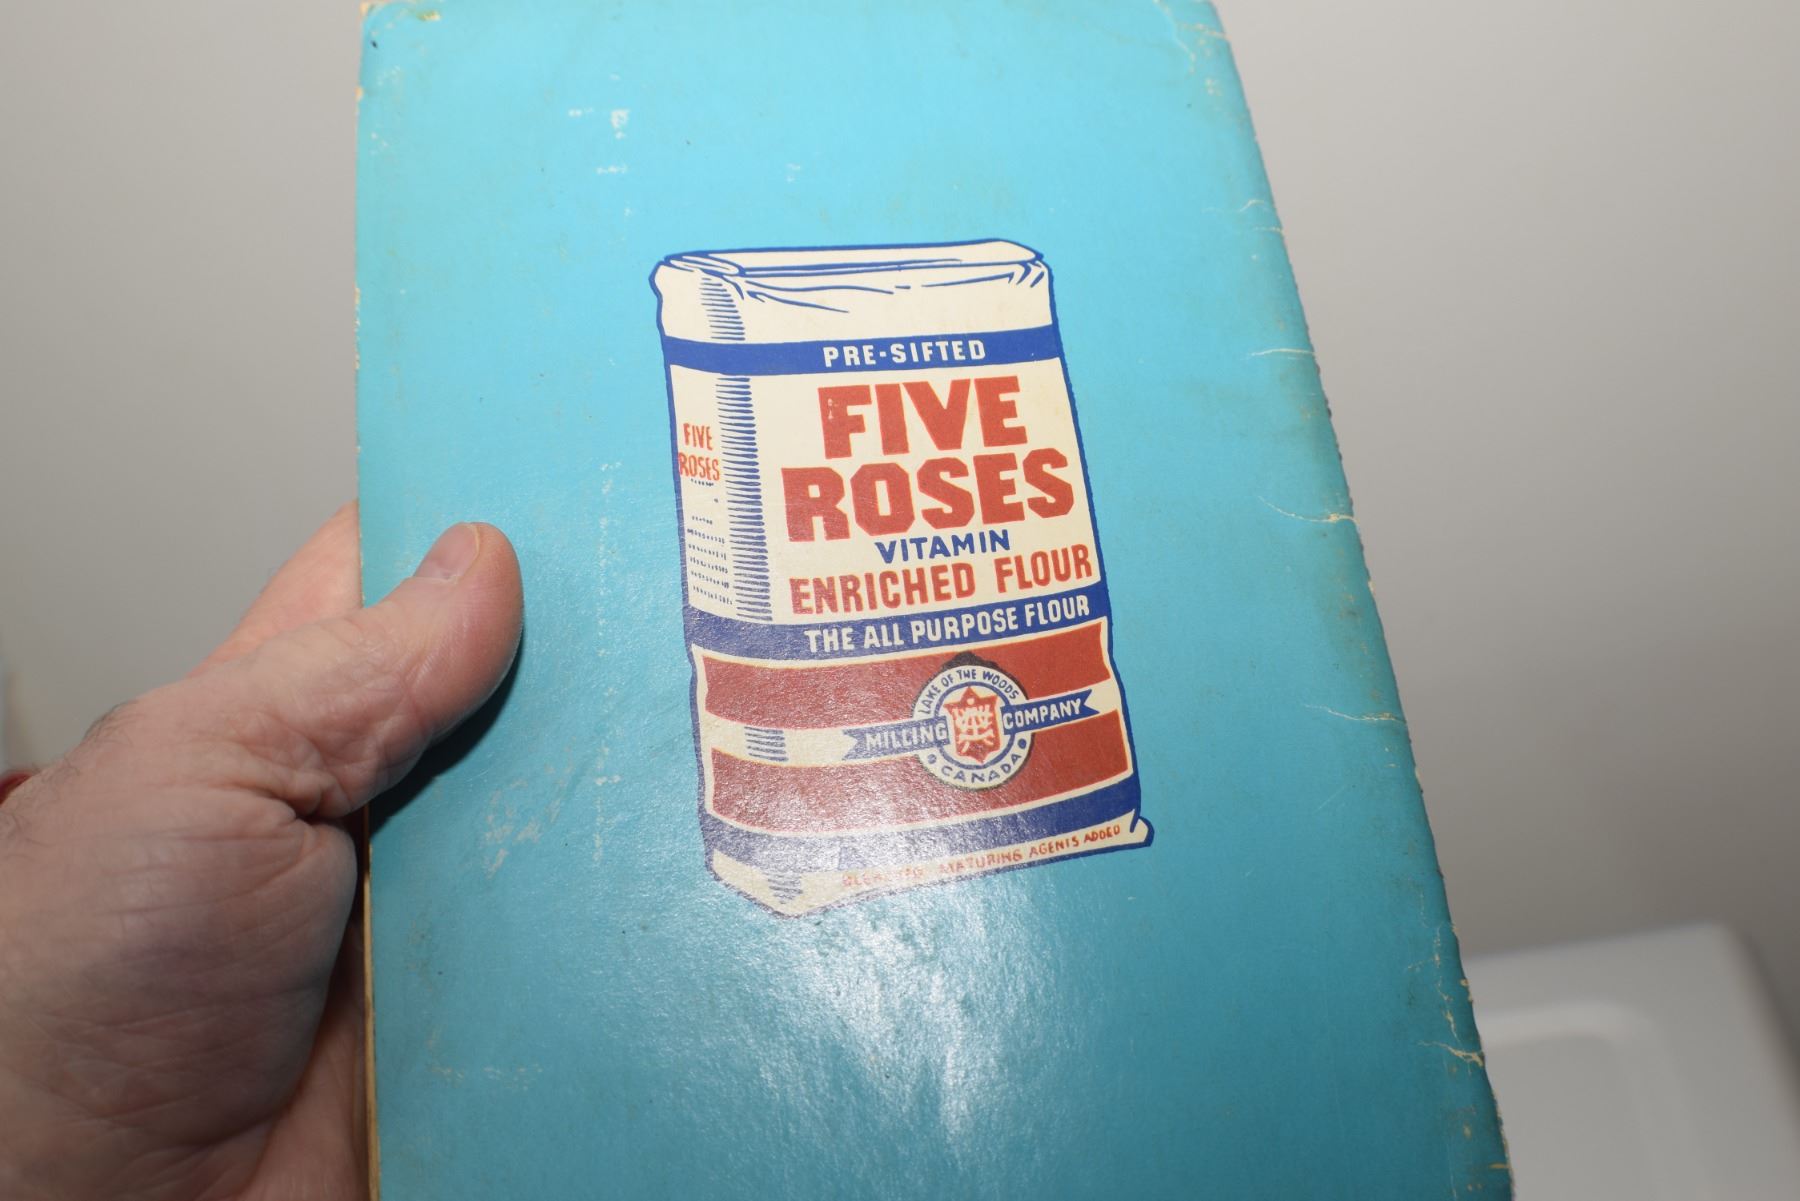 PRE-SIFTED
FIVE
ROSES
VITAMIN
ENRICHED FLOUR
THE ALL PURPOSE FLOUR
FIVE
ROSES
LAKE OF THE WOODS
MILLING COMPANY
CANADA
MATURING AGENTS ADDED